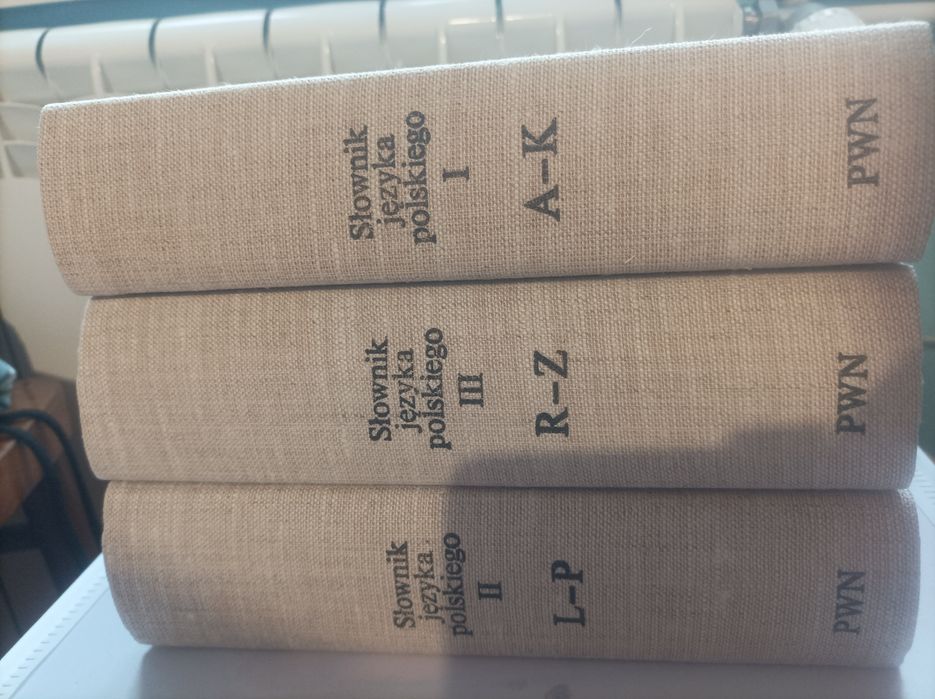 Słownik
języka
polskiego
I
A–K
PWN
Słownik
języka
polskiego
III
R–Z
PWN
Słownik
języka
polskiego
II
L–P
PWN